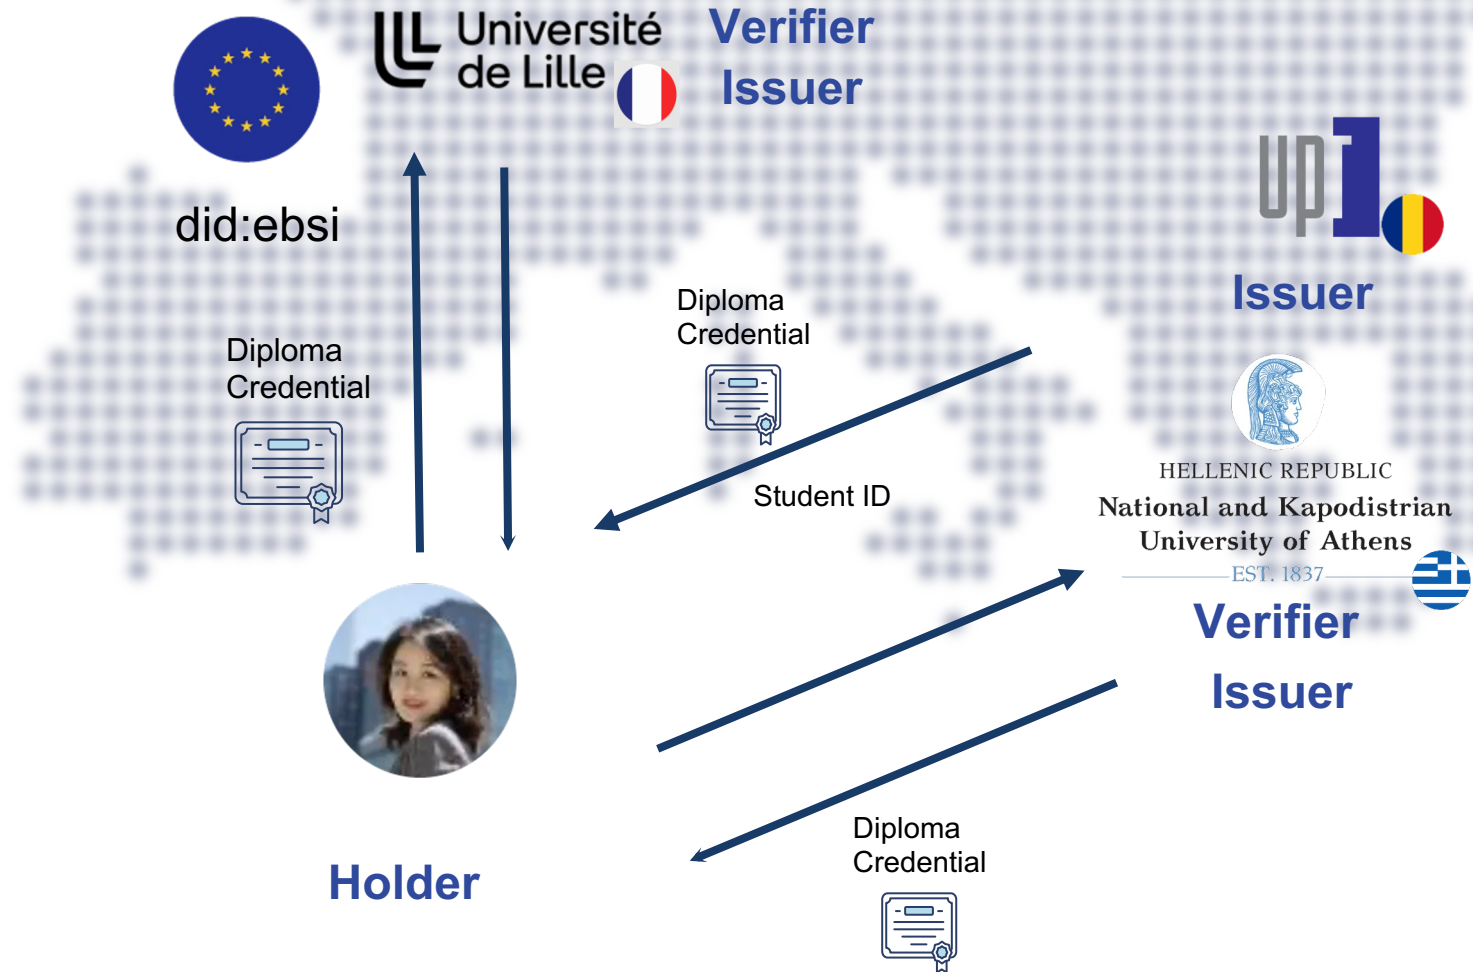 Université
de Lille
Verifier
Issuer
did:ebsi
up1
Issuer
Diploma
Credential
Diploma
Credential
Student ID
HELLENIC REPUBLIC
National and Kapodistrian
University of Athens
EST. 1837
Verifier
Issuer
Holder
Diploma
Credential